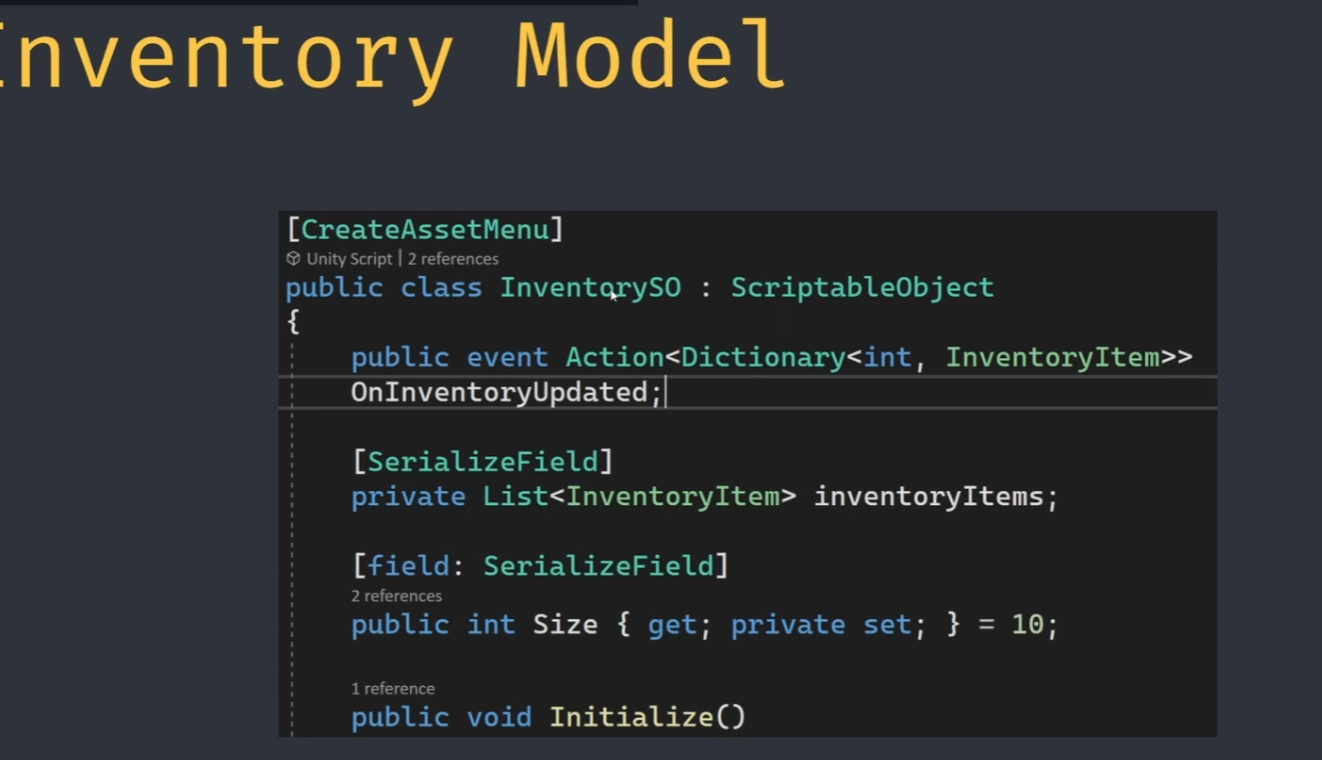 Inventory Model
[CreateAssetMenu]
Unity Script | 2 references
public class InventorySO : ScriptableObject
{
public event Action<Dictionary<int, InventoryItem>>
OnInventoryUpdated;
[SerializeField]
private List<InventoryItem> inventoryItems;
[field: SerializeField]
2 references
public int Size { get; private set; } = 10;
1 reference
public void Initialize()